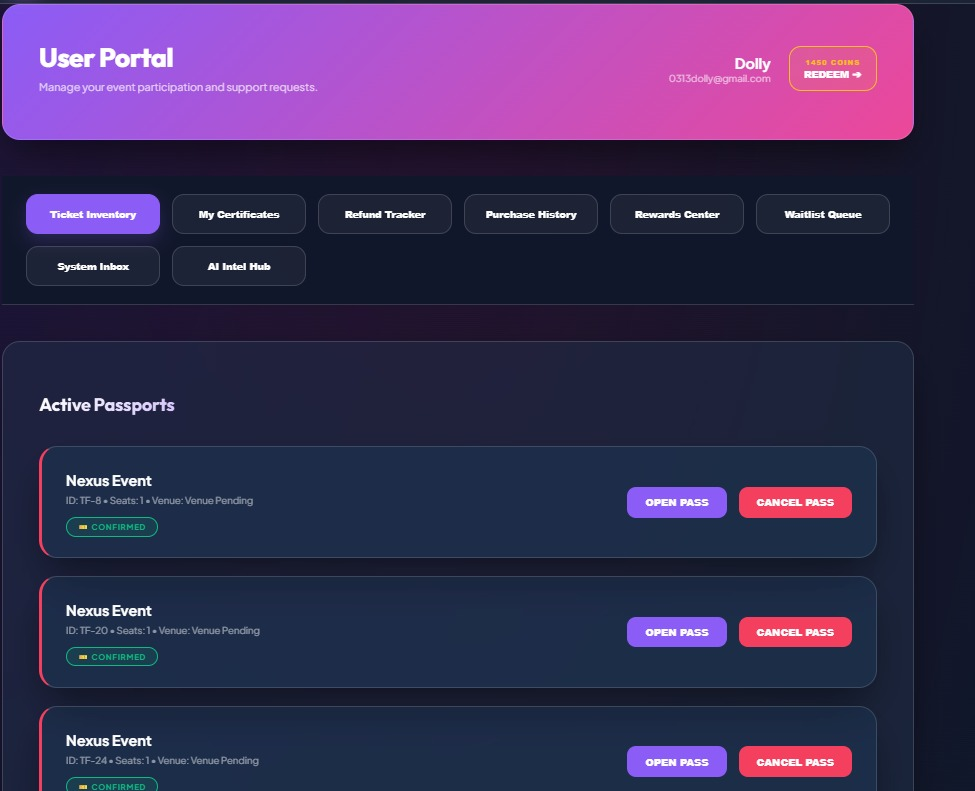 User Portal
Manage your event participation and support requests.
Dolly
0313dolly@gmail.com
1450 COINS
REDEEM ➔
Ticket Inventory
My Certificates
Refund Tracker
Purchase History
Rewards Center
Waitlist Queue
System Inbox
AI Intel Hub
Active Passports
Nexus Event
ID: TF-8 • Seats: 1 • Venue: Venue Pending
🎫 CONFIRMED
OPEN PASS
CANCEL PASS
Nexus Event
ID: TF-20 • Seats: 1 • Venue: Venue Pending
🎫 CONFIRMED
OPEN PASS
CANCEL PASS
Nexus Event
ID: TF-24 • Seats: 1 • Venue: Venue Pending
🎫 CONFIRMED
OPEN PASS
CANCEL PASS